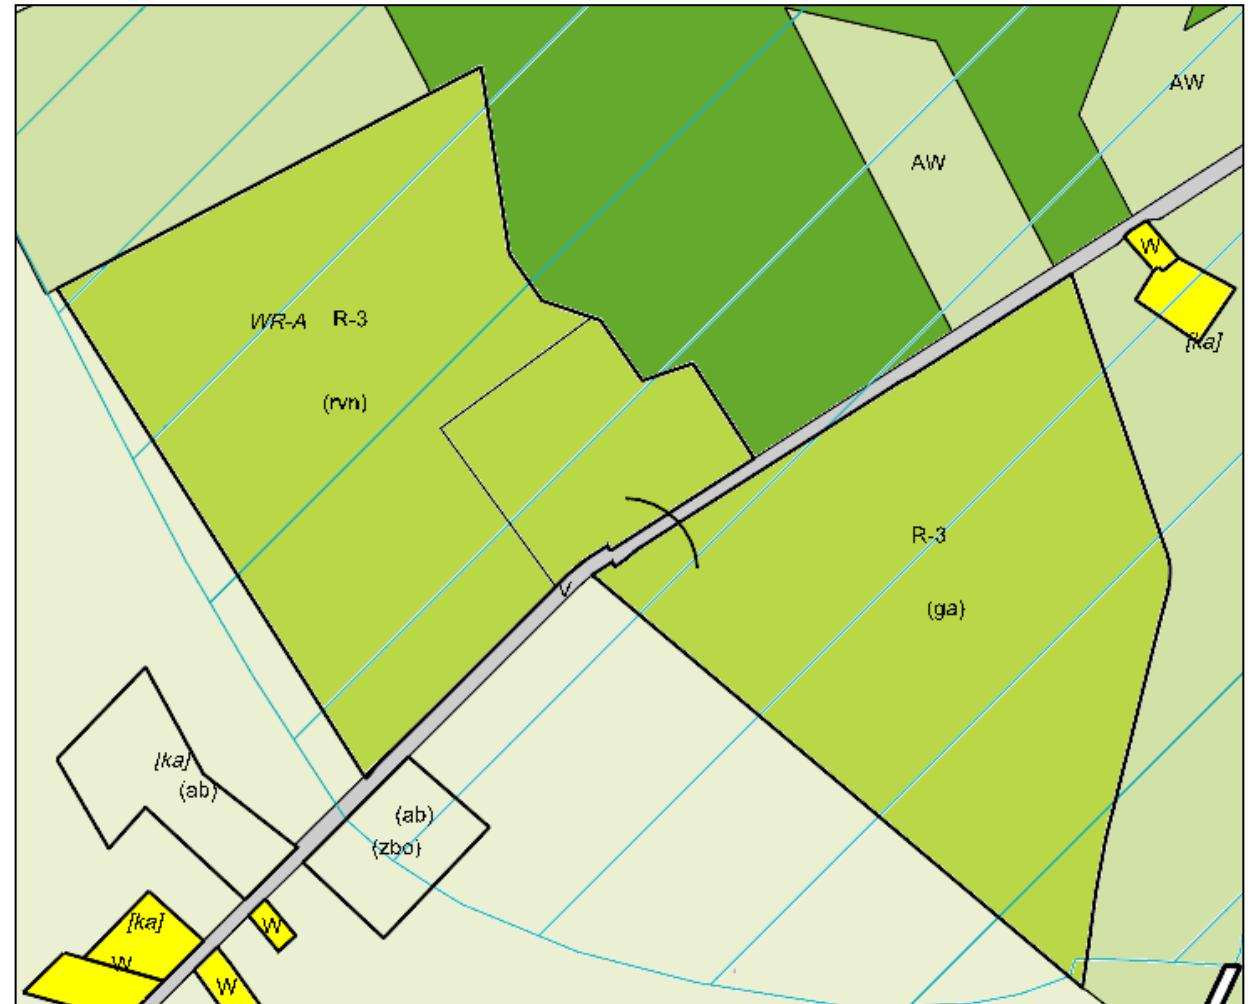 AW
AW
W
[ka]
WR-A R-3
(rvn)
R-3
(ga)
V
[ka]
(ab)
(ab)
(zbo)
[ka]
W
W
W